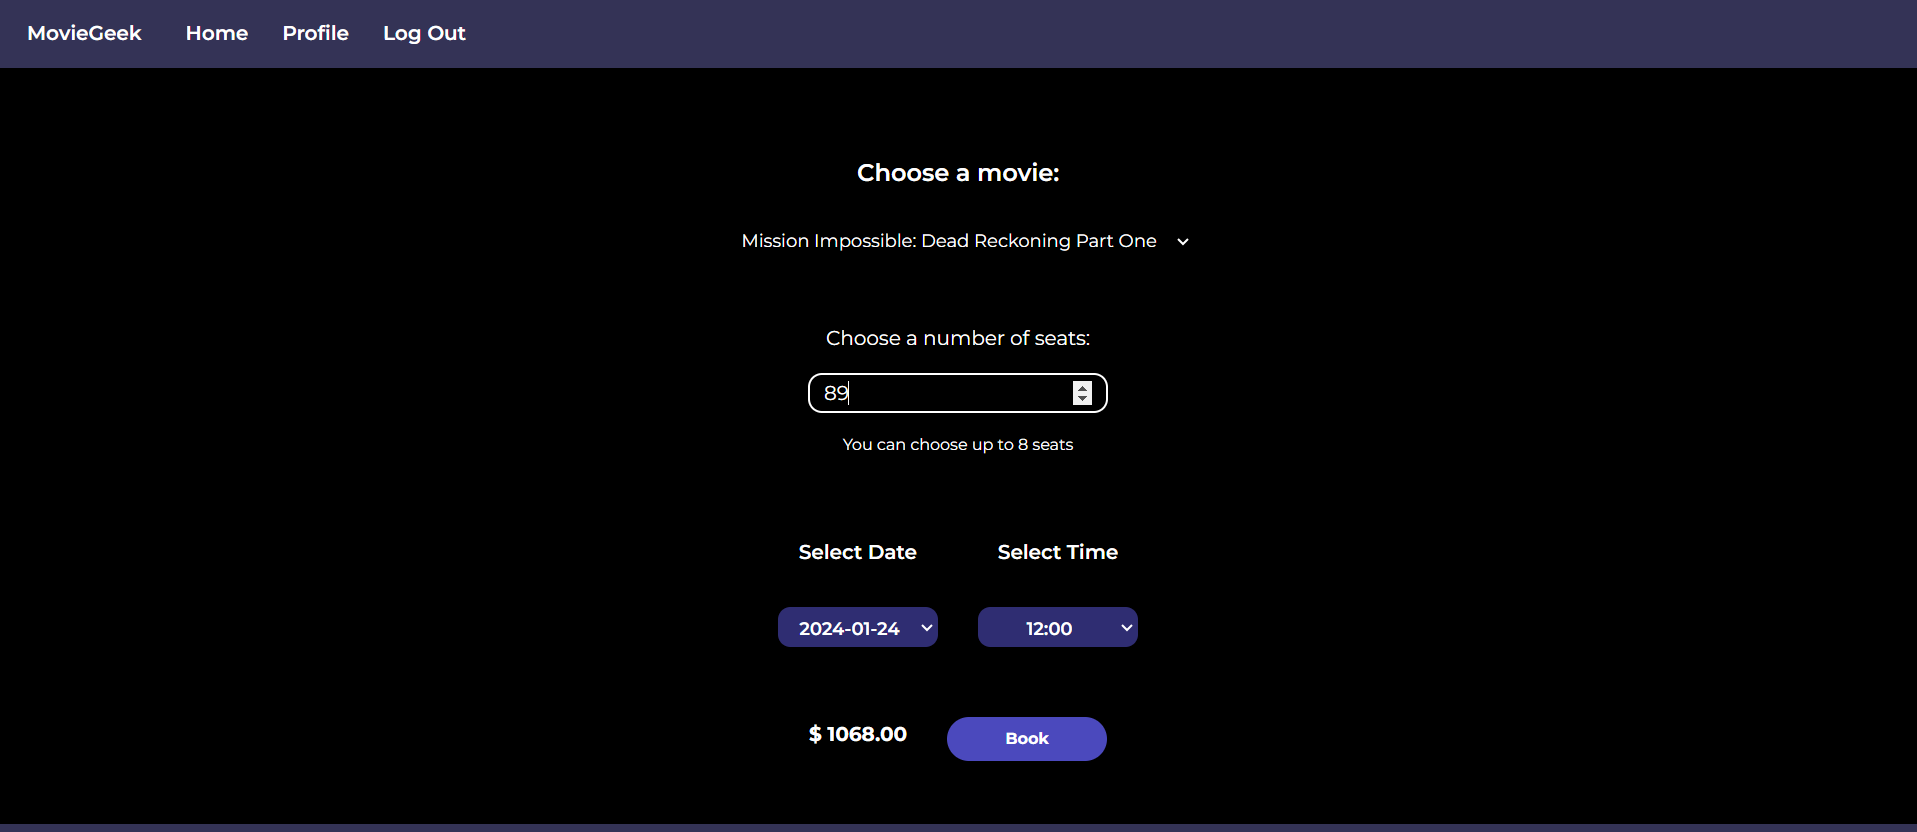 MovieGeek Home Profile Log Out
Choose a movie:
Mission Impossible: Dead Reckoning Part One
Choose a number of seats:
89
You can choose up to 8 seats
Select Date Select Time
2024-01-24 12:00
$ 1068.00 Book